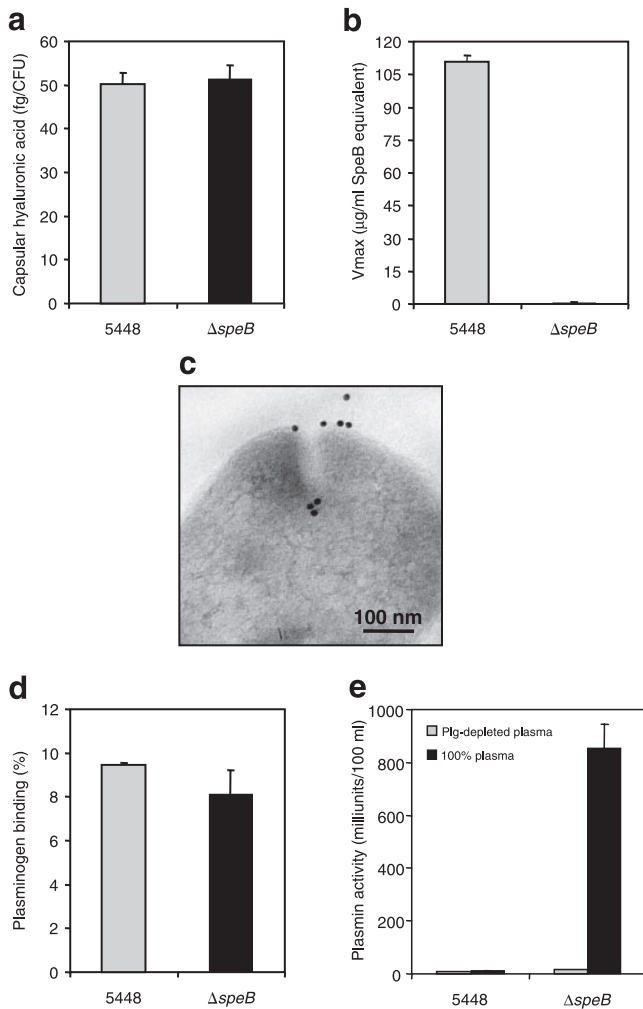 a
Capsular hyaluronic acid (fg/CFU)
60
50
40
30
20
10
0
5448
ΔspeB
b
Vmax (µg/ml SpeB equivalent)
120
105
90
75
60
45
30
15
0
5448
ΔspeB
c
100 nm
d
Plasminogen binding (%)
12
10
8
6
4
2
0
5448
ΔspeB
e
Plasmin activity (milliunits/100 ml)
1000
800
600
400
200
0
Plg-depleted plasma
100% plasma
5448
ΔspeB